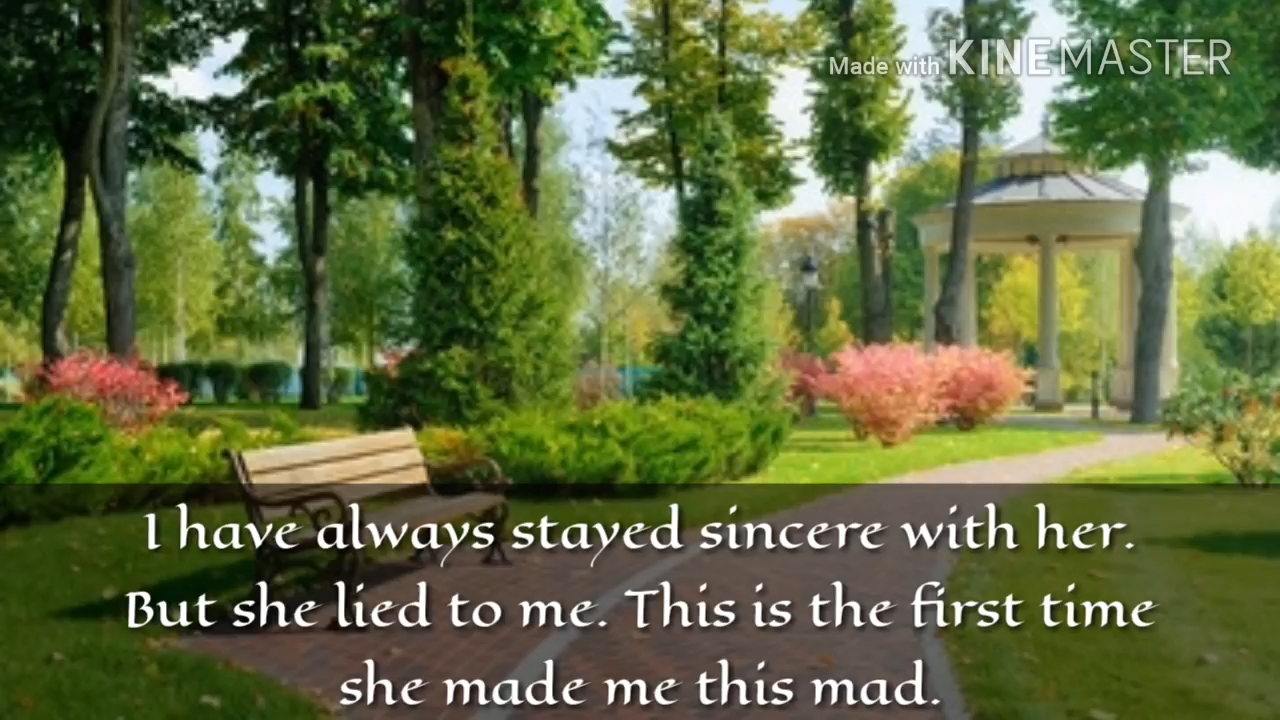 Made with KINEMASTER
I have always stayed sincere with her.
But she lied to me. This is the first time
she made me this mad.